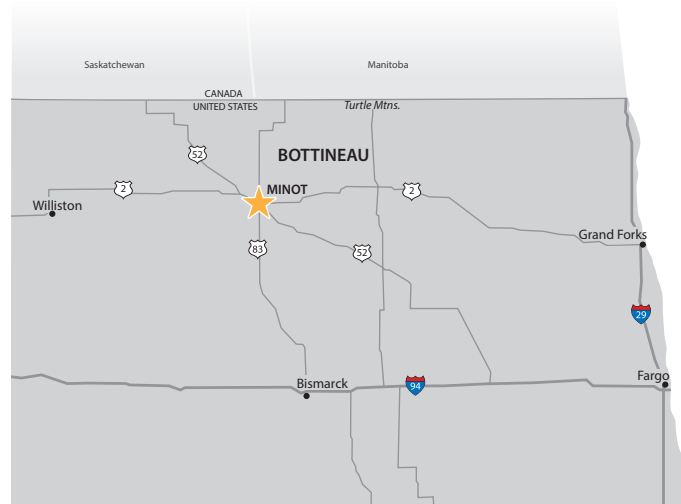 Saskatchewan
Manitoba
CANADA
UNITED STATES
Turtle Mtns.
52
BOTTINEAU
2
MINOT
2
Williston
83
52
Grand Forks
29
Bismarck
94
Fargo